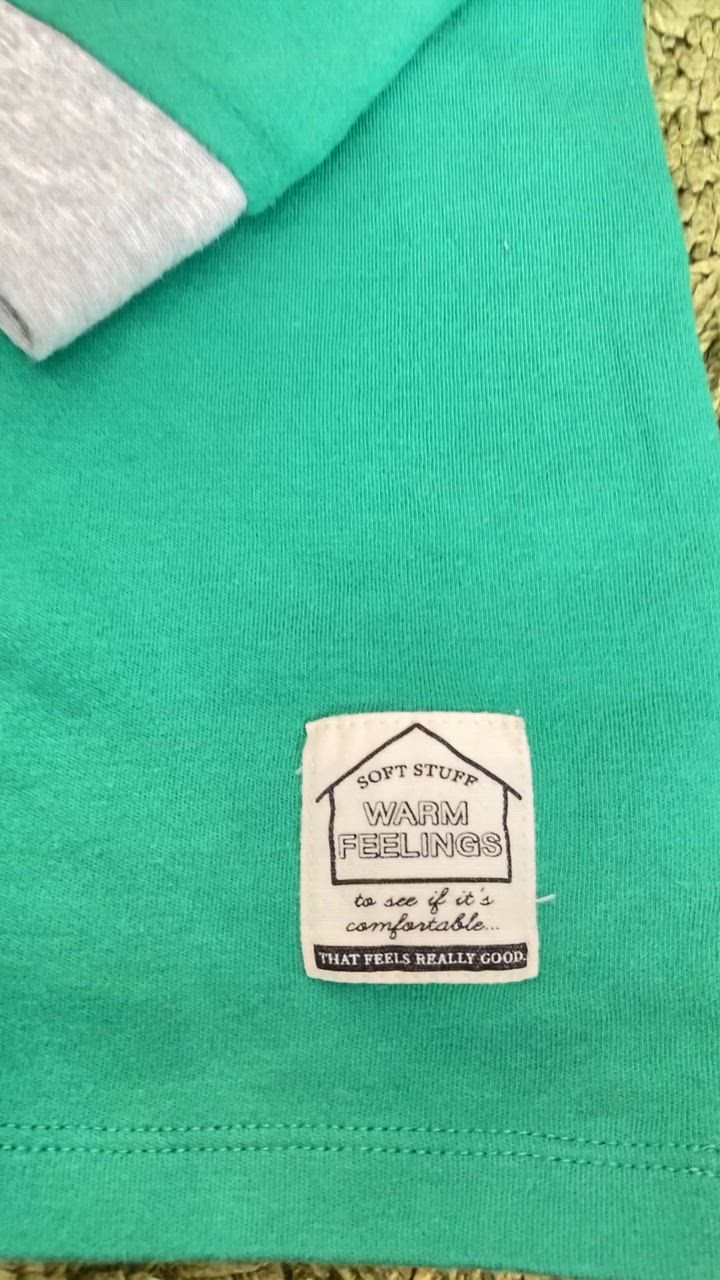 SOFT STUFF
WARM
FEELINGS
to see if it's
comfortable...
THAT FEELS REALLY GOOD.